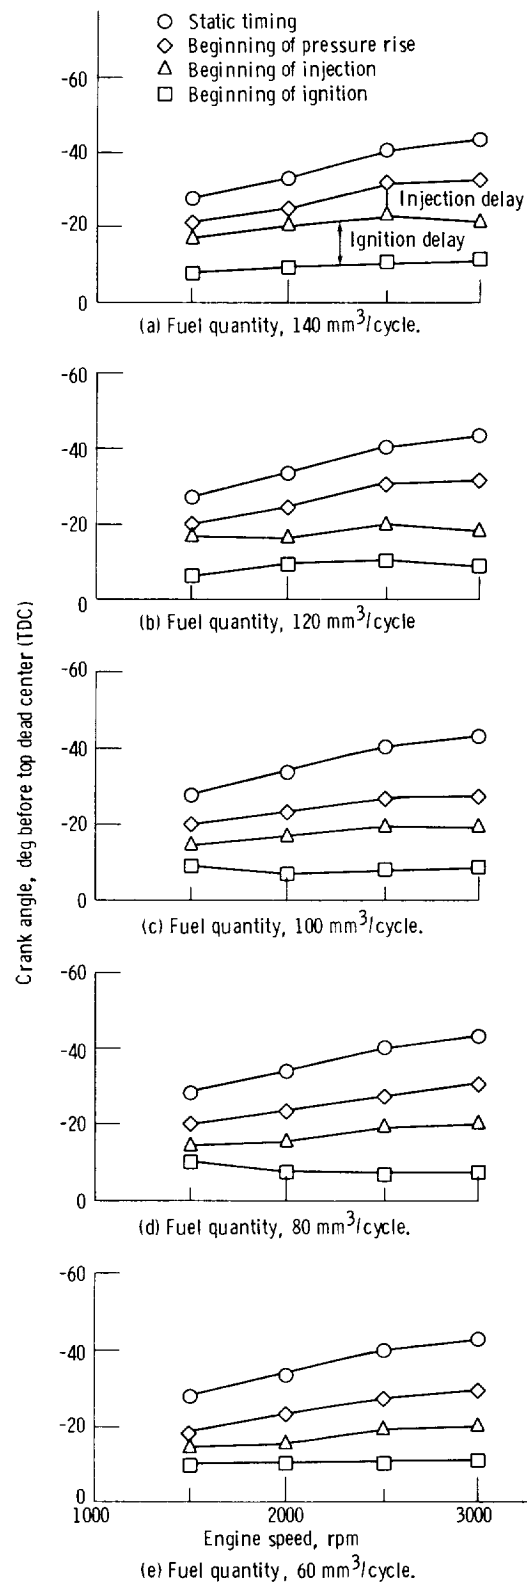 Static timing
Beginning of pressure rise
Beginning of injection
Beginning of ignition
-60
-40
-20
0
Injection delay
Ignition delay
(a) Fuel quantity, 140 mm³/cycle.
-60
-40
-20
0
(b) Fuel quantity, 120 mm³/cycle
-60
-40
-20
0
(c) Fuel quantity, 100 mm³/cycle.
Crank angle, deg before top dead center (TDC)
-60
-40
-20
0
(d) Fuel quantity, 80 mm³/cycle.
-60
-40
-20
0
1000 2000 3000
Engine speed, rpm
(e) Fuel quantity, 60 mm³/cycle.